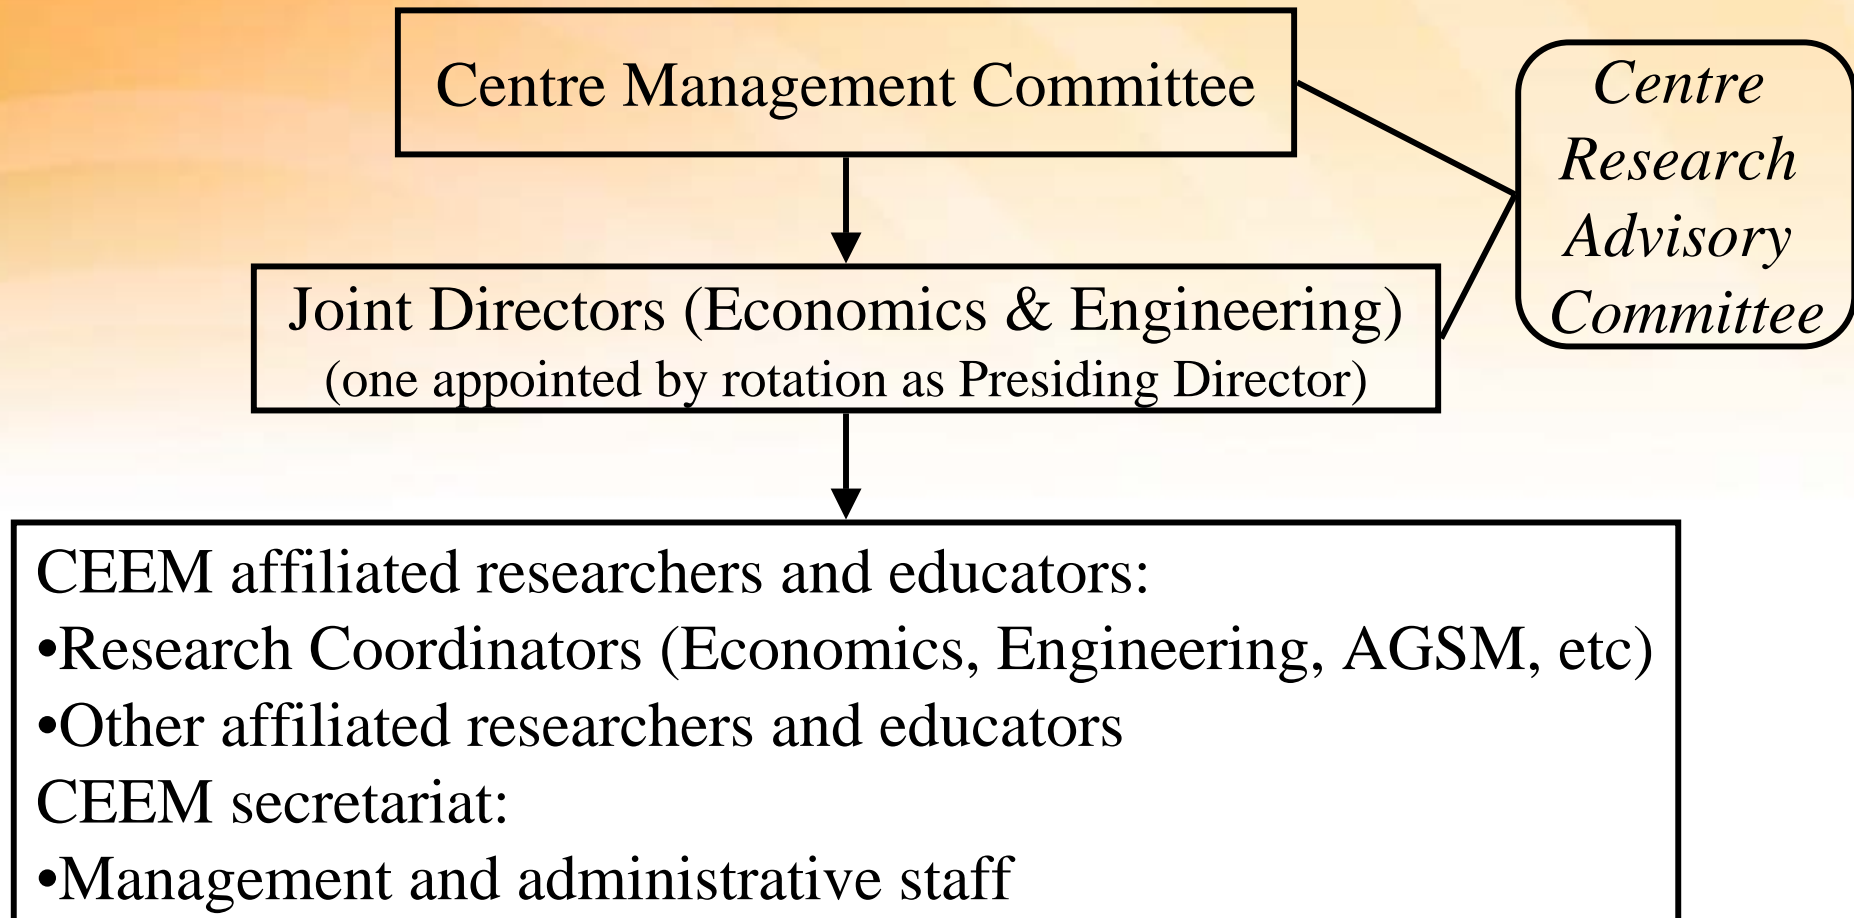 Centre Management Committee
Centre
Research
Advisory
Committee
Joint Directors (Economics & Engineering)
(one appointed by rotation as Presiding Director)
CEEM affiliated researchers and educators:
•Research Coordinators (Economics, Engineering, AGSM, etc)
•Other affiliated researchers and educators
CEEM secretariat:
•Management and administrative staff